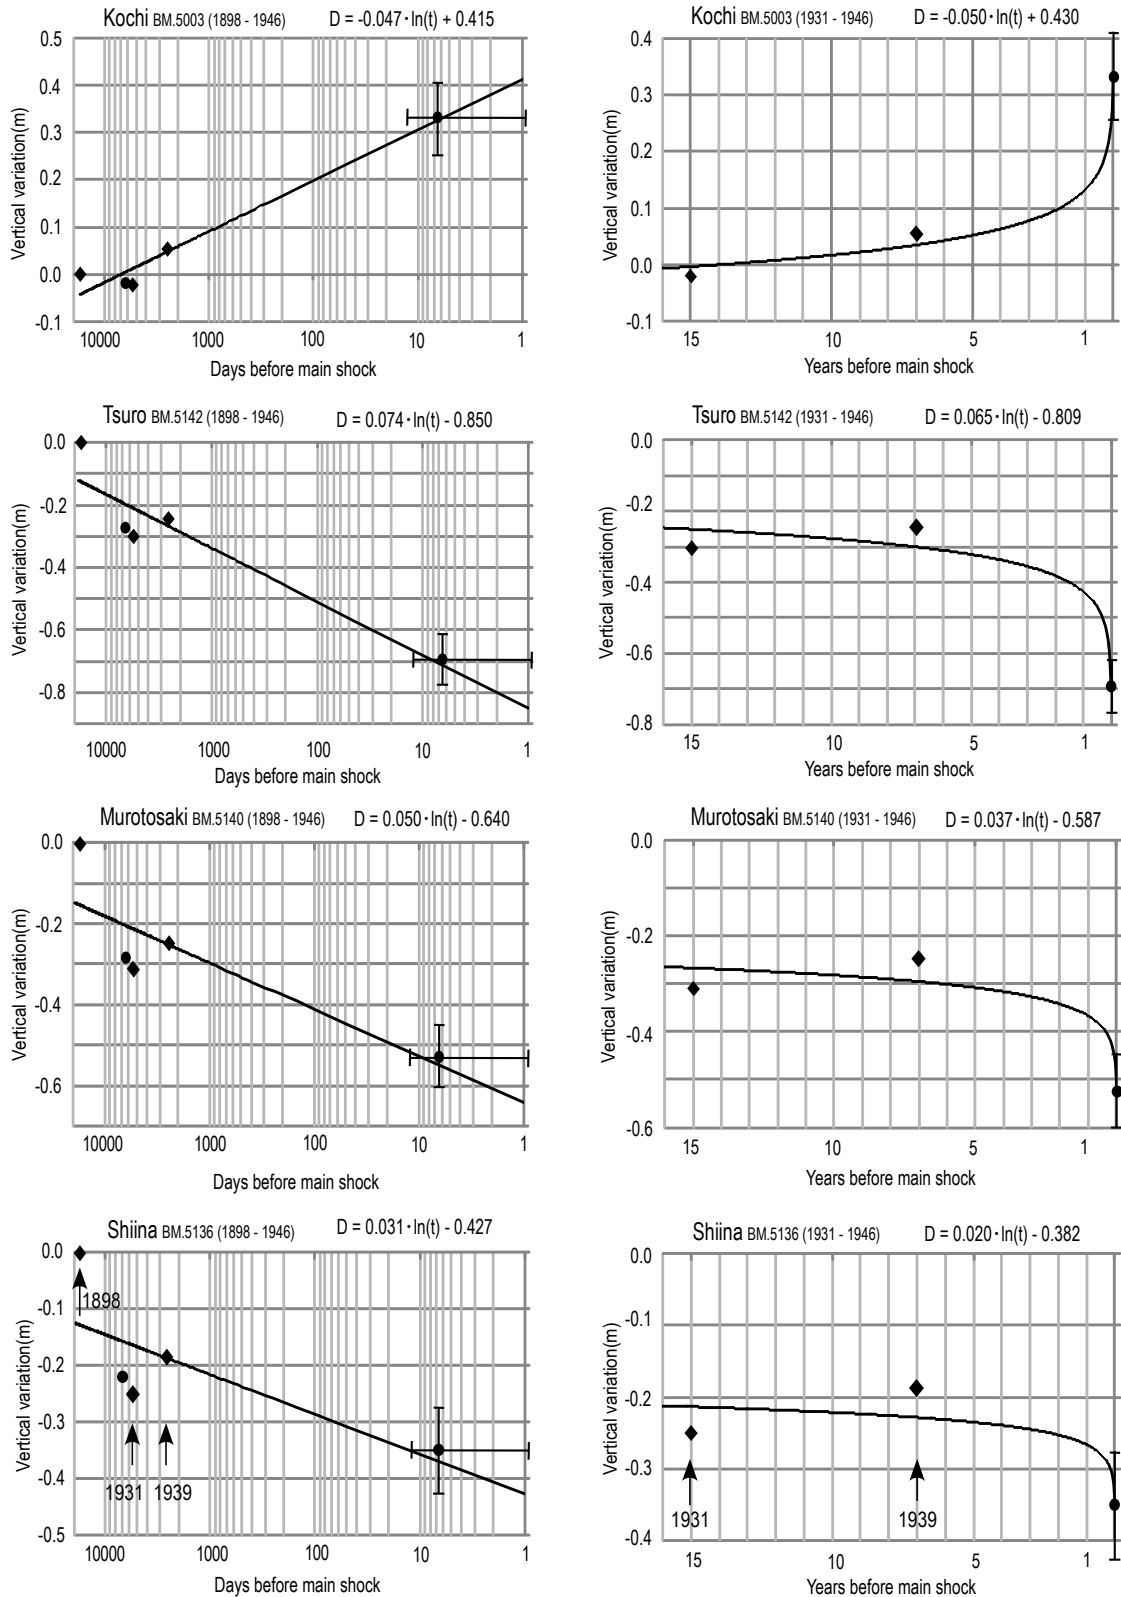 Kochi BM.5003 (1898 - 1946) D = -0.047・ln(t) + 0.415
0.5
0.4
0.3
0.2
0.1
0.0
-0.1
Vertical variation(m)
10000 1000 100 10 1
Days before main shock
Kochi BM.5003 (1931 - 1946) D = -0.050・ln(t) + 0.430
0.4
0.3
0.2
0.1
0.0
-0.1
Vertical variation(m)
15 10 5 1
Years before main shock
Tsuro BM.5142 (1898 - 1946) D = 0.074・ln(t) - 0.850
0.0
-0.2
-0.4
-0.6
-0.8
Vertical variation(m)
10000 1000 100 10 1
Days before main shock
Tsuro BM.5142 (1931 - 1946) D = 0.065・ln(t) - 0.809
0.0
-0.2
-0.4
-0.6
-0.8
Vertical variation(m)
15 10 5 1
Years before main shock
Murotosaki BM.5140 (1898 - 1946) D = 0.050・ln(t) - 0.640
0.0
-0.2
-0.4
-0.6
Vertical variation(m)
10000 1000 100 10 1
Days before main shock
Murotosaki BM.5140 (1931 - 1946) D = 0.037・ln(t) - 0.587
0.0
-0.2
-0.4
-0.6
Vertical variation(m)
15 10 5 1
Years before main shock
Shiina BM.5136 (1898 - 1946) D = 0.031・ln(t) - 0.427
0.0
-0.1
-0.2
-0.3
-0.4
-0.5
Vertical variation(m)
1898
1931 1939
10000 1000 100 10 1
Days before main shock
Shiina BM.5136 (1931 - 1946) D = 0.020・ln(t) - 0.382
0.0
-0.1
-0.2
-0.3
-0.4
Vertical variation(m)
1931 1939
15 10 5 1
Years before main shock